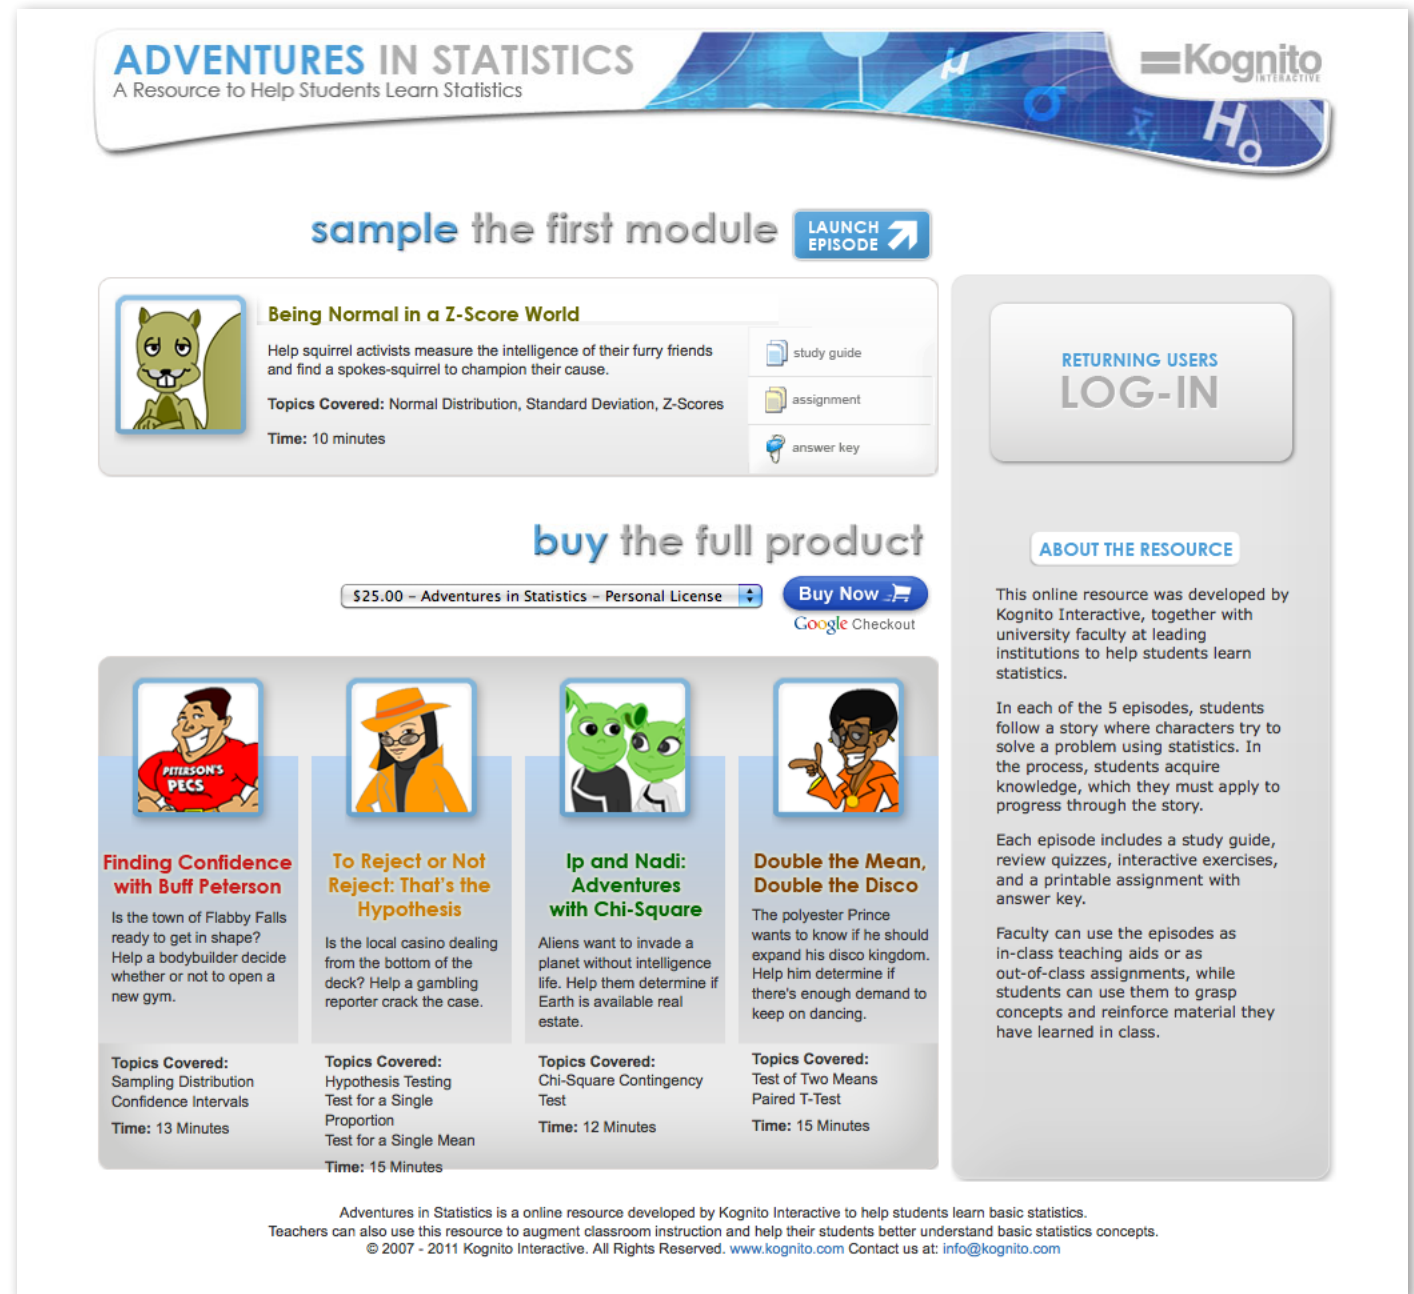 ADVENTURES IN STATISTICS
A Resource to Help Students Learn Statistics
Kognito
INTERACTIVE
μ
σ
x̄i
H0
sample the first module
LAUNCH
EPISODE
Being Normal in a Z-Score World
Help squirrel activists measure the intelligence of their furry friends
and find a spokes-squirrel to champion their cause.
Topics Covered: Normal Distribution, Standard Deviation, Z-Scores
Time: 10 minutes
study guide
assignment
answer key
RETURNING USERS
LOG-IN
buy the full product
$25.00 – Adventures in Statistics – Personal License
Buy Now
Google Checkout
PETERSON'S
PECS
Finding Confidence
with Buff Peterson
Is the town of Flabby Falls
ready to get in shape?
Help a bodybuilder decide
whether or not to open a
new gym.
Topics Covered:
Sampling Distribution
Confidence Intervals
Time: 13 Minutes
To Reject or Not
Reject: That's the
Hypothesis
Is the local casino dealing
from the bottom of the
deck? Help a gambling
reporter crack the case.
Topics Covered:
Hypothesis Testing
Test for a Single
Proportion
Test for a Single Mean
Time: 15 Minutes
Ip and Nadi:
Adventures
with Chi-Square
Aliens want to invade a
planet without intelligence
life. Help them determine if
Earth is available real
estate.
Topics Covered:
Chi-Square Contingency
Test
Time: 12 Minutes
Double the Mean,
Double the Disco
The polyester Prince
wants to know if he should
expand his disco kingdom.
Help him determine if
there's enough demand to
keep on dancing.
Topics Covered:
Test of Two Means
Paired T-Test
Time: 15 Minutes
ABOUT THE RESOURCE
This online resource was developed by
Kognito Interactive, together with
university faculty at leading
institutions to help students learn
statistics.
In each of the 5 episodes, students
follow a story where characters try to
solve a problem using statistics. In
the process, students acquire
knowledge, which they must apply to
progress through the story.
Each episode includes a study guide,
review quizzes, interactive exercises,
and a printable assignment with
answer key.
Faculty can use the episodes as
in-class teaching aids or as
out-of-class assignments, while
students can use them to grasp
concepts and reinforce material they
have learned in class.
Adventures in Statistics is a online resource developed by Kognito Interactive to help students learn basic statistics.
Teachers can also use this resource to augment classroom instruction and help their students better understand basic statistics concepts.
© 2007 - 2011 Kognito Interactive. All Rights Reserved. www.kognito.com Contact us at: info@kognito.com